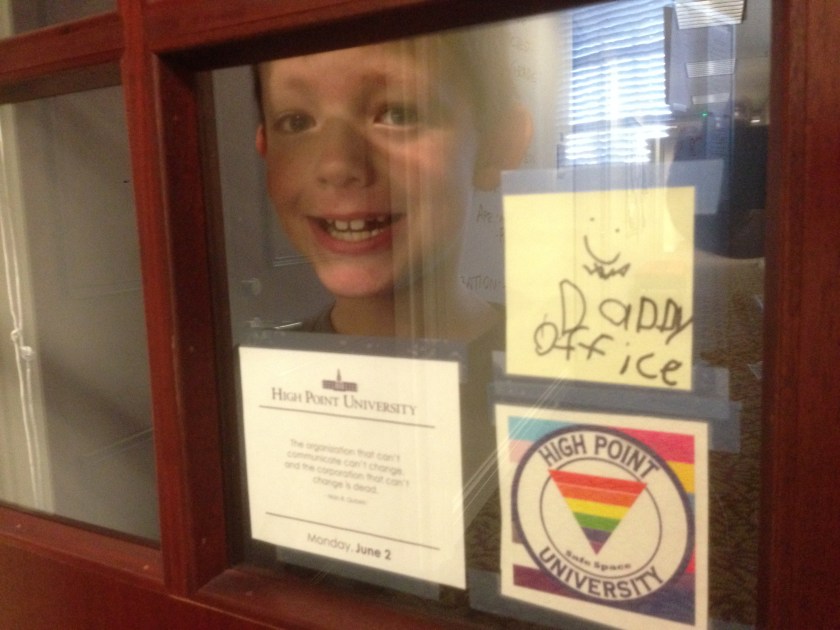 Daddy
Office
High Point University
The organization that can't
communicate can't change,
and the corporation that can't
change is dead.
Monday, June 2
HIGH POINT
Safe Space
UNIVERSITY